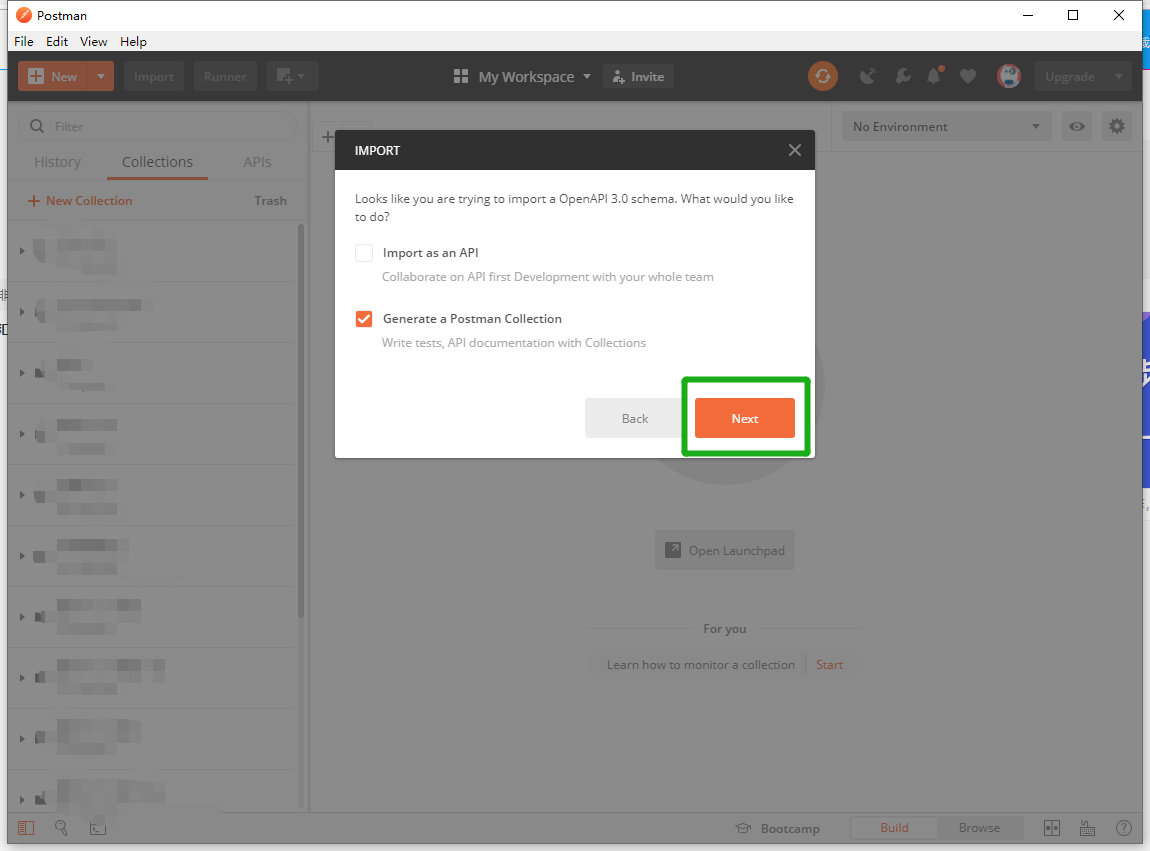 Postman
File Edit View Help
New Import Runner My Workspace Invite Upgrade
Filter
No Environment
History Collections APIs
New Collection Trash
IMPORT
Looks like you are trying to import a OpenAPI 3.0 schema. What would you like
to do?
Import as an API
Collaborate on API first Development with your whole team
Generate a Postman Collection
Write tests, API documentation with Collections
Back Next
Open Launchpad
For you
Learn how to monitor a collection Start
Bootcamp Build Browse